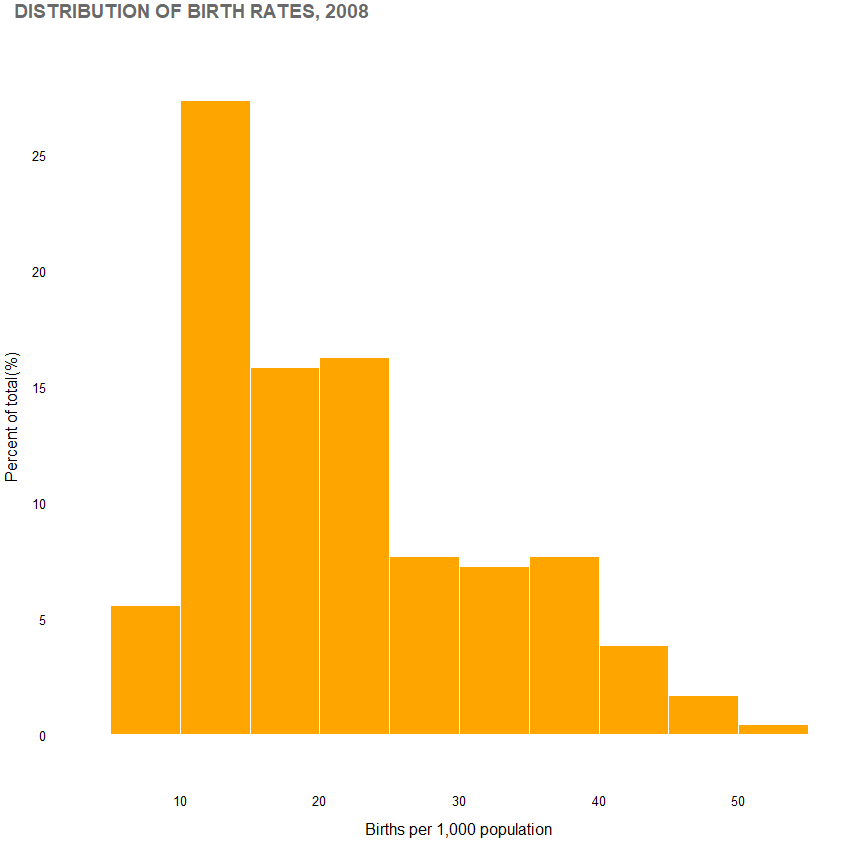 DISTRIBUTION OF BIRTH RATES, 2008
25
20
15
10
5
0
Percent of total(%)
10 20 30 40 50
Births per 1,000 population